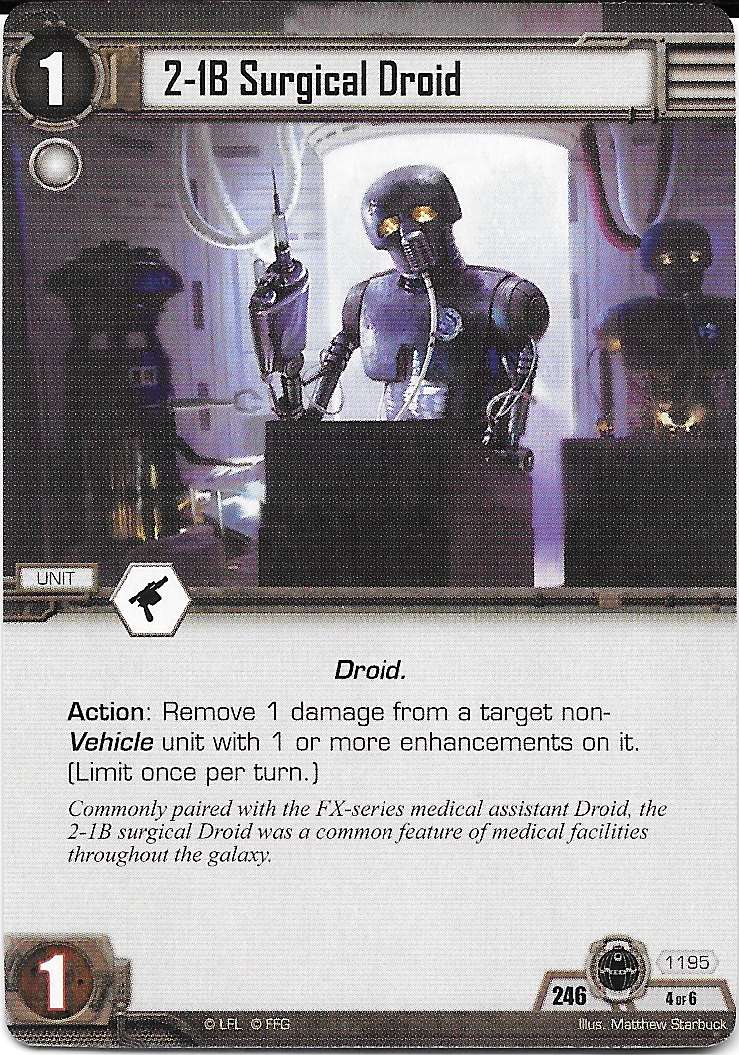 1
2-1B Surgical Droid
UNIT
Droid.
Action: Remove 1 damage from a target non-
Vehicle unit with 1 or more enhancements on it.
(Limit once per turn.)
Commonly paired with the FX-series medical assistant Droid, the
2-1B surgical Droid was a common feature of medical facilities
throughout the galaxy.
1
1195
246
4 OF 6
© LFL © FFG
Illus. Matthew Starbuck